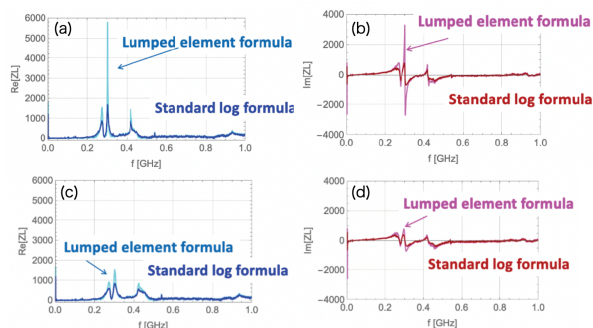 (a)
Lumped element formula
Standard log formula
Re[ZL]
6000
5000
4000
3000
2000
1000
0
0.0 0.2 0.4 0.6 0.8 1.0
f [GHz]
(b)
Lumped element formula
Standard log formula
Im[ZL]
4000
2000
0
−2000
−4000
0.0 0.2 0.4 0.6 0.8 1.0
f [GHz]
(c)
Lumped element formula
Standard log formula
Re[ZL]
6000
5000
4000
3000
2000
1000
0
0.0 0.2 0.4 0.6 0.8 1.0
f [GHz]
(d)
Lumped element formula
Standard log formula
Im[ZL]
4000
2000
0
−2000
−4000
0.0 0.2 0.4 0.6 0.8 1.0
f [GHz]